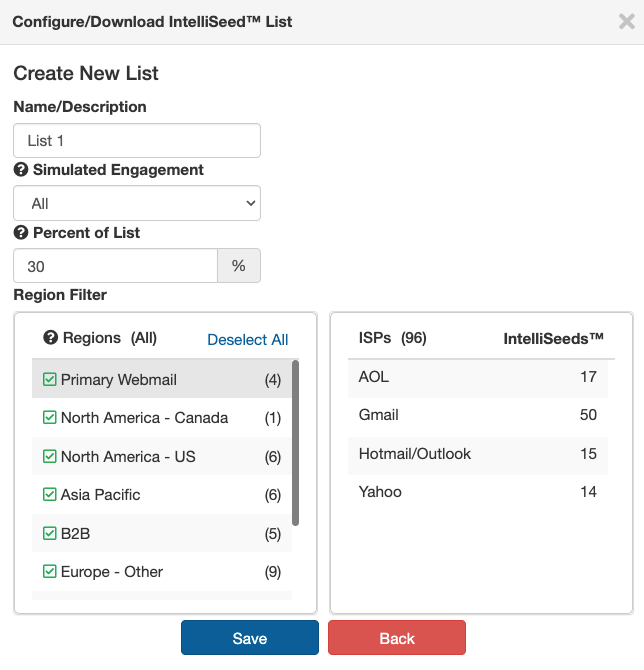 Configure/Download IntelliSeed™ List
Create New List
Name/Description
List 1
Simulated Engagement
All
Percent of List
30 %
Region Filter
Regions (All) Deselect All
Primary Webmail (4)
North America - Canada (1)
North America - US (6)
Asia Pacific (6)
B2B (5)
Europe - Other (9)
ISPs (96) IntelliSeeds™
AOL 17
Gmail 50
Hotmail/Outlook 15
Yahoo 14
Save Back